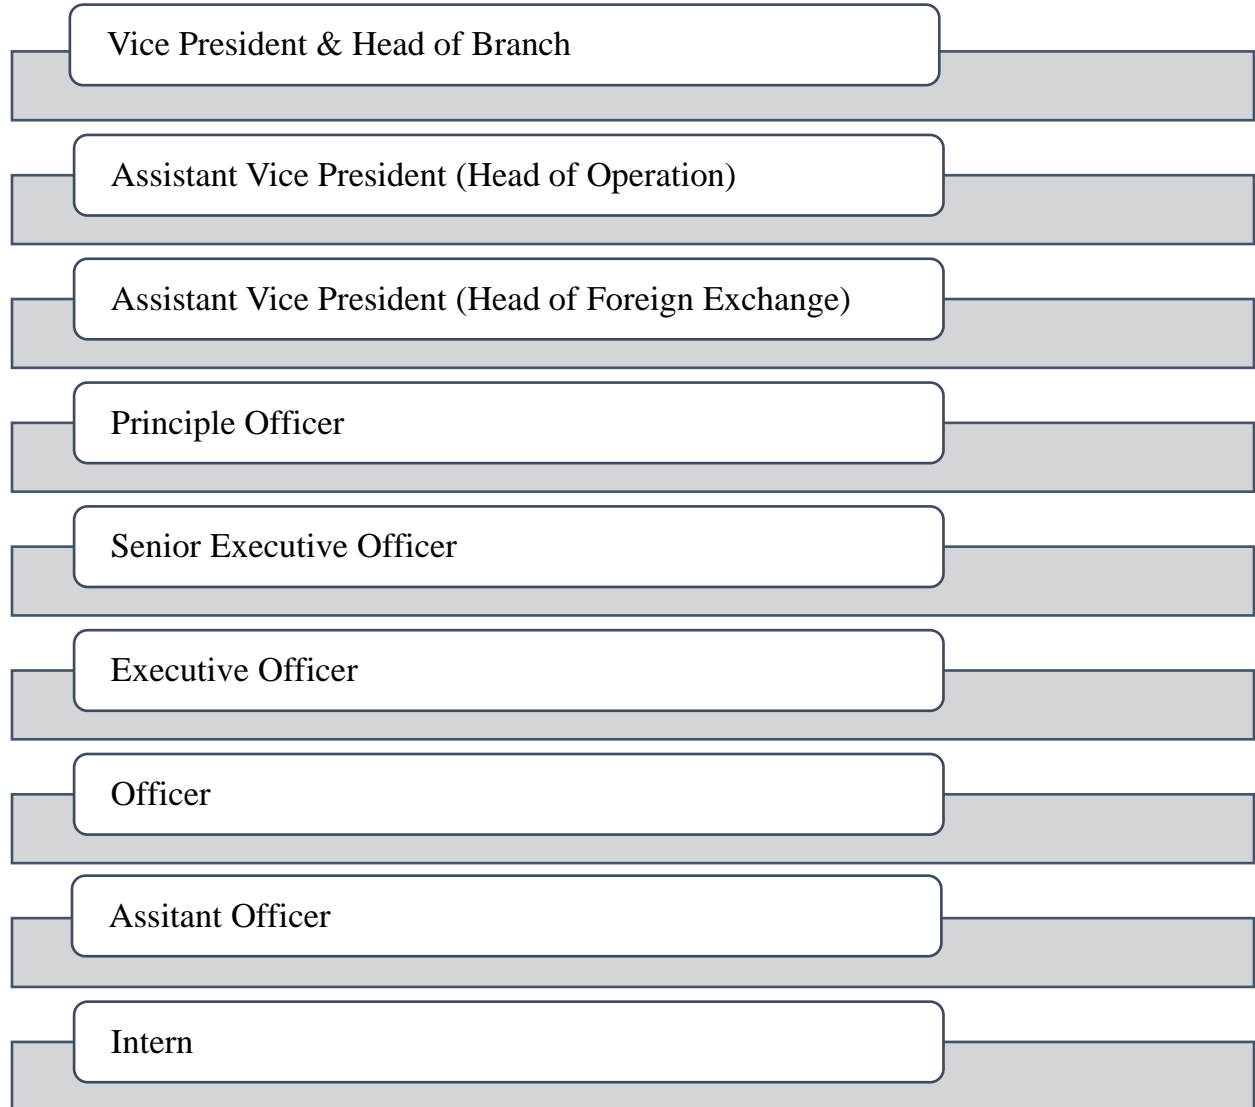 Vice President & Head of Branch
Assistant Vice President (Head of Operation)
Assistant Vice President (Head of Foreign Exchange)
Principle Officer
Senior Executive Officer
Executive Officer
Officer
Assitant Officer
Intern